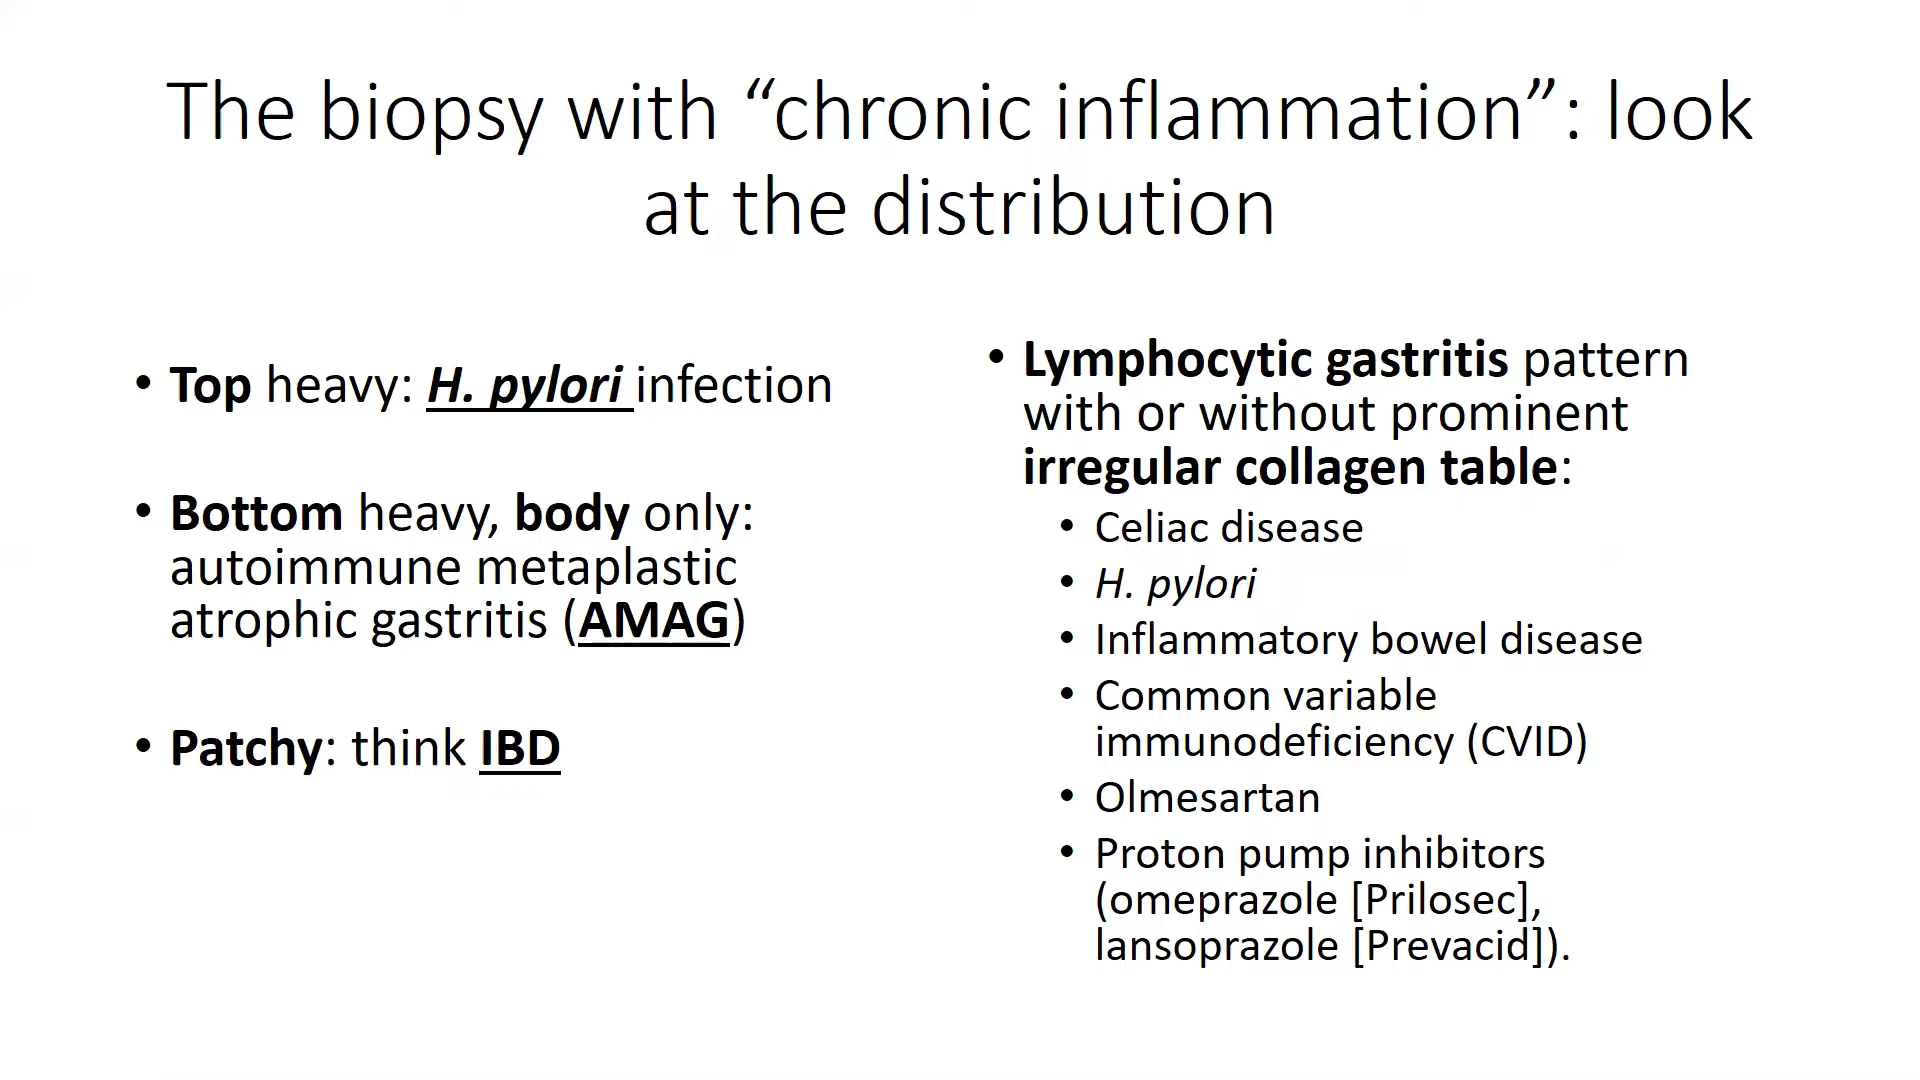 The biopsy with “chronic inflammation”: look
at the distribution
• Top heavy: H. pylori infection
• Bottom heavy, body only:
autoimmune metaplastic
atrophic gastritis (AMAG)
• Patchy: think IBD
• Lymphocytic gastritis pattern
with or without prominent
irregular collagen table:
• Celiac disease
• H. pylori
• Inflammatory bowel disease
• Common variable
immunodeficiency (CVID)
• Olmesartan
• Proton pump inhibitors
(omeprazole [Prilosec],
lansoprazole [Prevacid]).